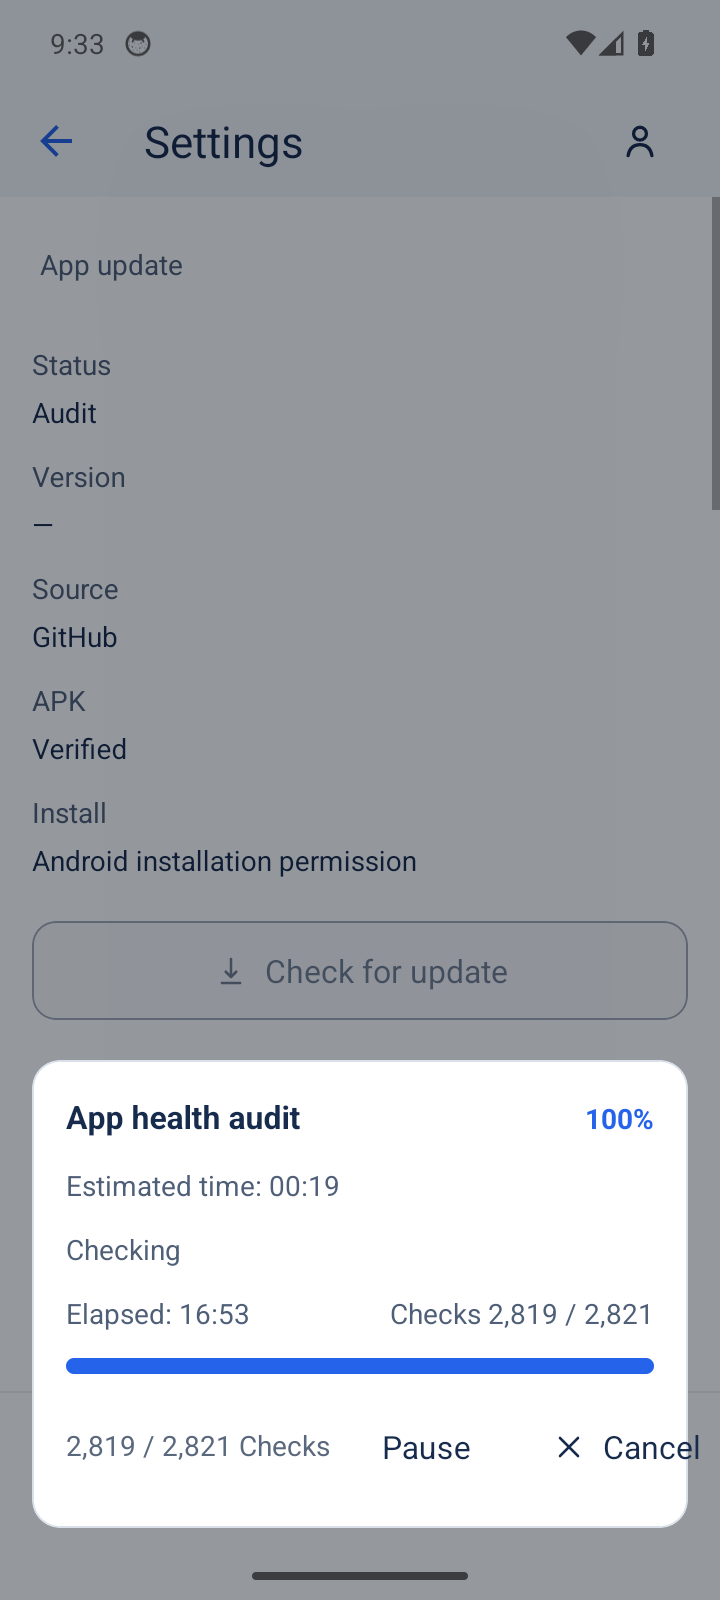 9:33
Settings
App update
Status
Audit
Version
—
Source
GitHub
APK
Verified
Install
Android installation permission
Check for update
App health audit 100%
Estimated time: 00:19
Checking
Elapsed: 16:53 Checks 2,819 / 2,821
2,819 / 2,821 Checks Pause Cancel